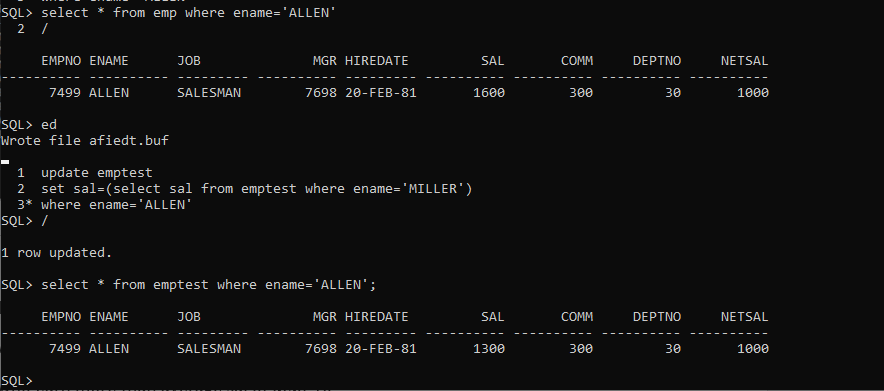 SQL> select * from emp where ename='ALLEN'
  2  /
     EMPNO ENAME      JOB              MGR HIREDATE         SAL       COMM     DEPTNO     NETSAL
---------- ---------- --------- ---------- --------- ---------- ---------- ---------- ----------
      7499 ALLEN      SALESMAN        7698 20-FEB-81       1600        300         30       1000
SQL> ed
Wrote file afiedt.buf
  1  update emptest
  2  set sal=(select sal from emptest where ename='MILLER')
  3* where ename='ALLEN'
SQL> /
1 row updated.
SQL> select * from emptest where ename='ALLEN';
     EMPNO ENAME      JOB              MGR HIREDATE         SAL       COMM     DEPTNO     NETSAL
---------- ---------- --------- ---------- --------- ---------- ---------- ---------- ----------
      7499 ALLEN      SALESMAN        7698 20-FEB-81       1300        300         30       1000
SQL>